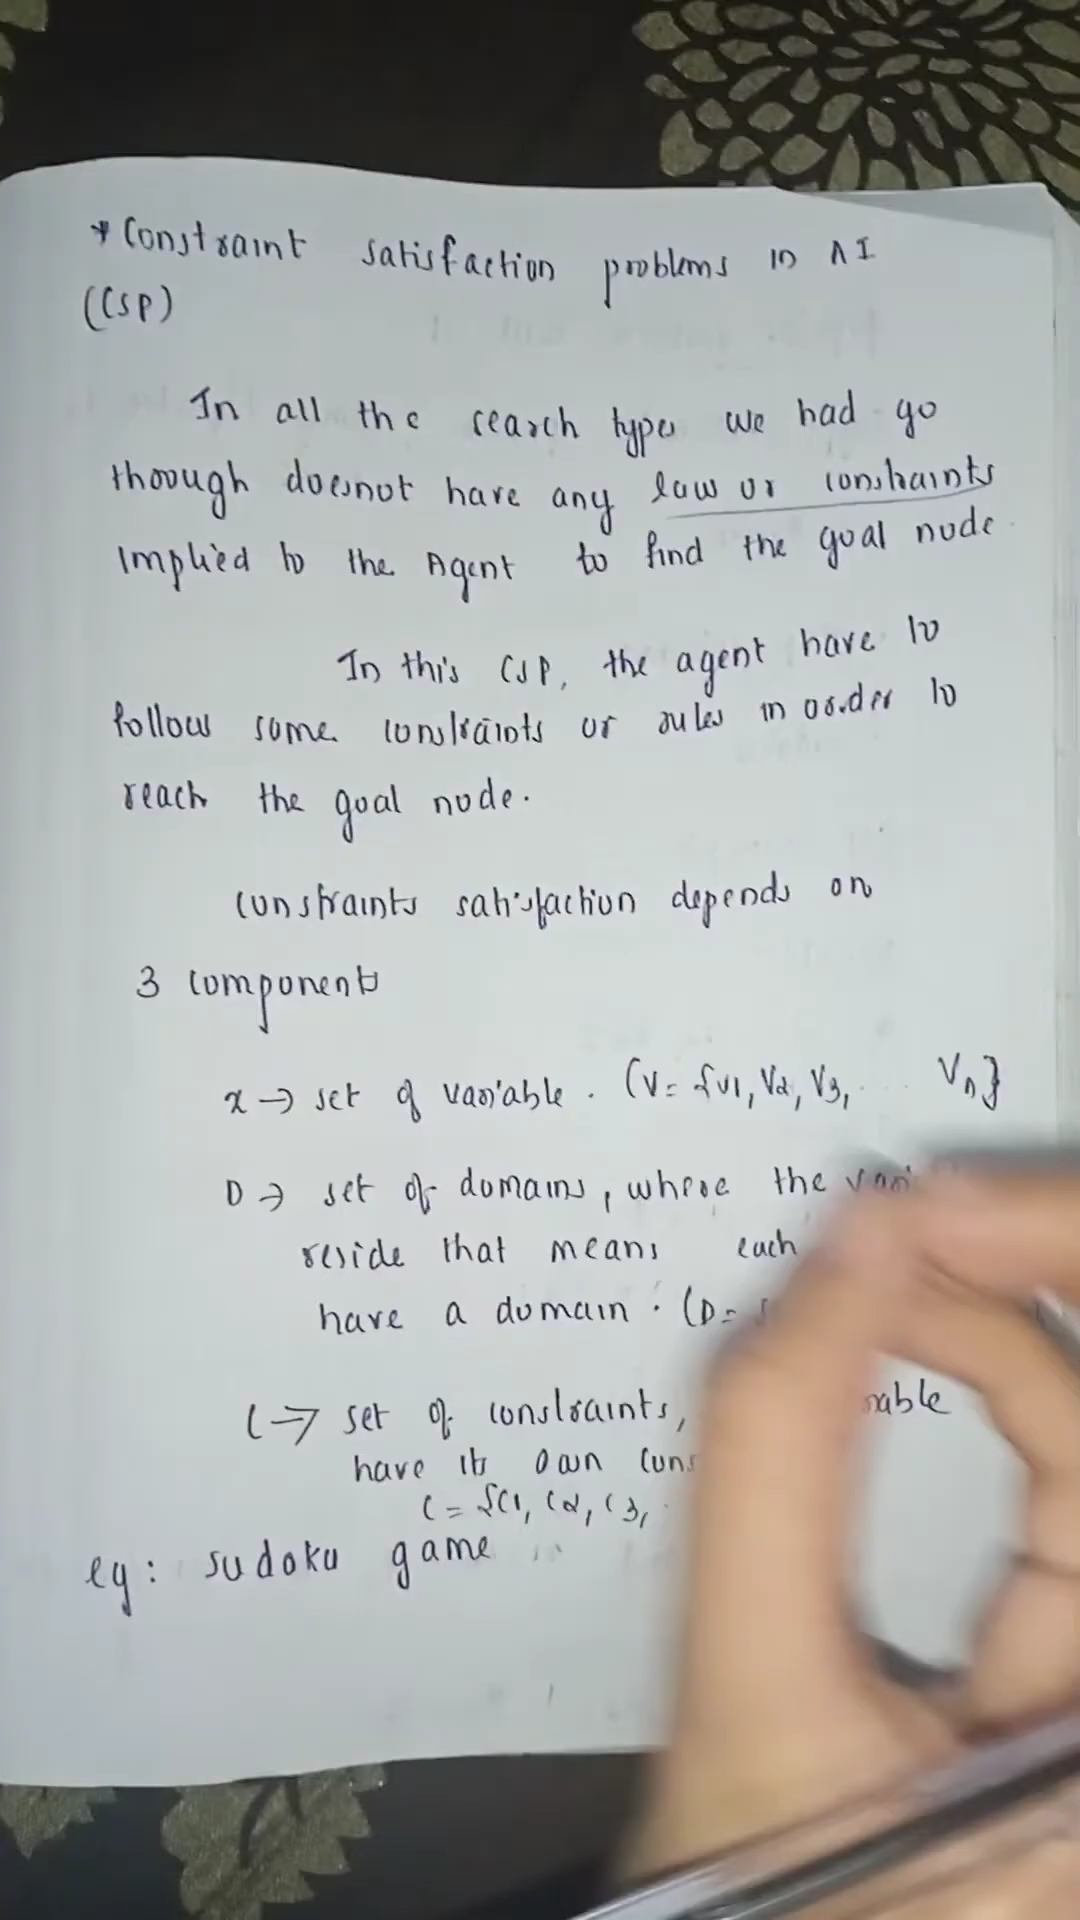 * Constraint satisfaction problems in AI
(CSP)
In all the search types we had go
through doesnot have any law or constraints
Implied to the Agent to find the goal node
In this CSP, the agent have to
follow some constraints or rules in order to
reach the goal node.
constraints satisfaction depends on
3 components
x → set of variable. (V= {v1, V2, V3, ... Vn}
D → set of domains, where the
reside that means each
have a domain. (D=
C → set of constraints,
have its own
C = {C1, C2, C3,
eg: sudoku game